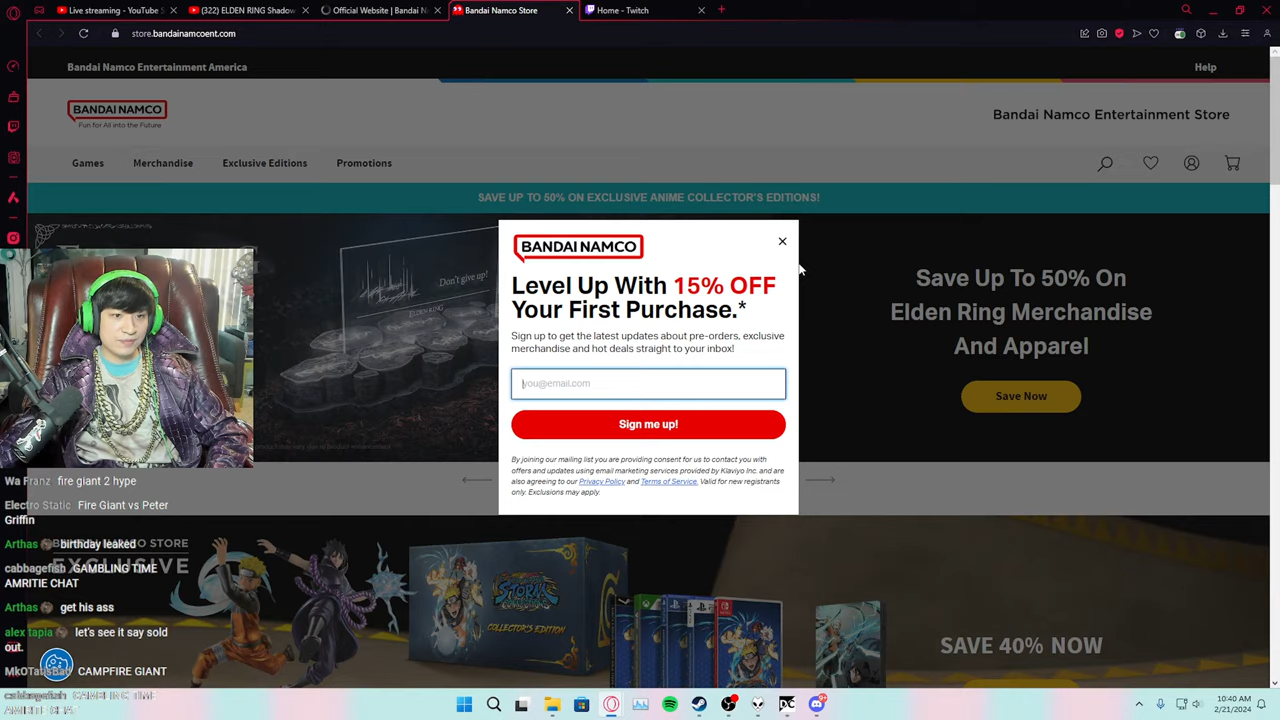 Live streaming - YouTube S
(322) ELDEN RING Shadow
Official Website | Bandai N
Bandai Namco Store
Home - Twitch
store.bandainamcoent.com
Bandai Namco Entertainment America
Help
BANDAI NAMCO
Fun for All into the Future
Bandai Namco Entertainment Store
Games
Merchandise
Exclusive Editions
Promotions
SAVE UP TO 50% ON EXCLUSIVE ANIME COLLECTOR'S EDITIONS!
Don't give up!
ELDEN RING
Save Up To 50% On
Elden Ring Merchandise
And Apparel
Save Now
BANDAI NAMCO
Level Up With 15% OFF
Your First Purchase.*
Sign up to get the latest updates about pre-orders, exclusive
merchandise and hot deals straight to your inbox!
you@email.com
Sign me up!
By joining our mailing list you are providing consent for us to contact you with
offers and updates using email marketing services provided by Klaviyo Inc. and are
also agreeing to our Privacy Policy and Terms of Service. Valid for new registrants
only. Exclusions may apply.
Wa Franz fire giant 2 hype
Electro Static Fire Giant vs Peter
Griffin
Arthas birthday leaked
cabbagefish GAMBLING TIME
AMRITIE CHAT
Arthas get his ass
alex tapia let's see it say sold
out.
MkOTatisBad CAMPFIRE GIANT
STORE
EXCLUSIVE
STORM
COLLECTOR'S EDITION
SAVE 40% NOW
10:40 AM
2/21/2024